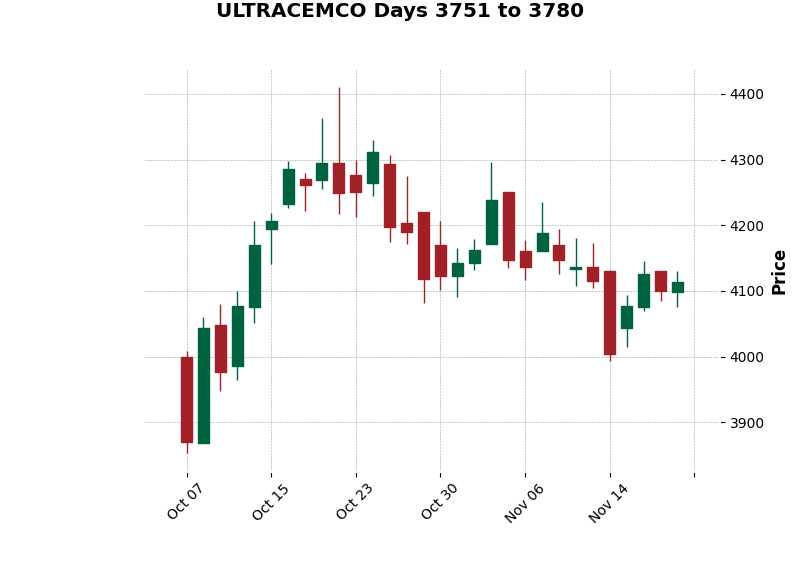 ULTRACEMCO Days 3751 to 3780
4400
4300
4200
4100
4000
3900
Price
Oct 07
Oct 15
Oct 23
Oct 30
Nov 06
Nov 14